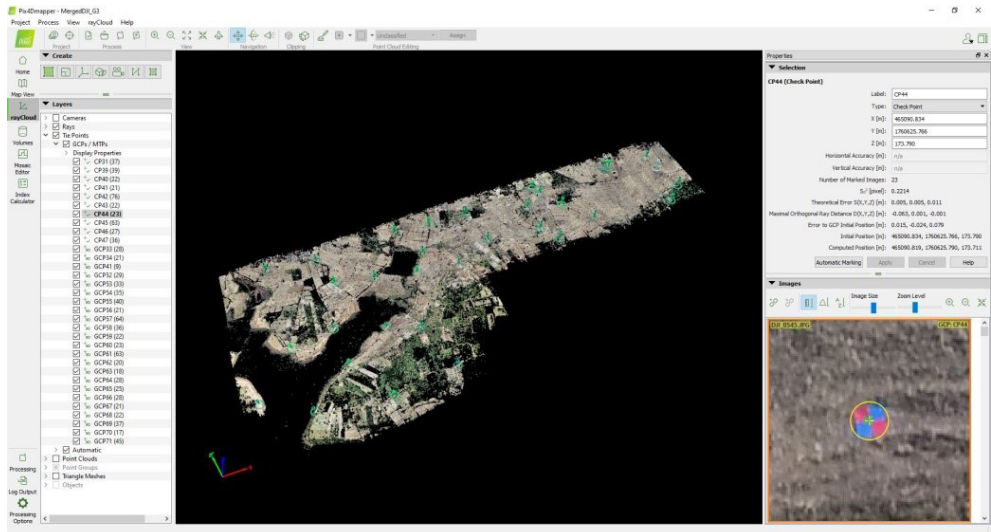 Pix4Dmapper - MergedDJI_G3
Project Process View rayCloud Help
Project Process View Navigation Clipping Point Cloud Editing
Unclassified Assign
Home
Map View
rayCloud
Volumes
Mosaic Editor
Index Calculator
Processing
Log Output
Processing Options
Create
Layers
Cameras
Rays
Tie Points
GCPs / MTPs
Display Properties
CP31 (37)
CP39 (39)
CP40 (22)
CP41 (21)
CP42 (76)
CP43 (22)
CP44 (23)
CP45 (63)
CP46 (27)
CP47 (36)
GCP33 (28)
GCP34 (21)
GCP41 (9)
GCP52 (29)
GCP53 (33)
GCP54 (35)
GCP55 (40)
GCP56 (21)
GCP57 (64)
GCP58 (36)
GCP59 (22)
GCP60 (23)
GCP61 (63)
GCP62 (20)
GCP63 (18)
GCP64 (28)
GCP65 (25)
GCP66 (28)
GCP67 (21)
GCP68 (22)
GCP69 (37)
GCP70 (17)
GCP71 (45)
Automatic
Point Clouds
Point Groups
Triangle Meshes
Objects
Properties
Selection
CP44 (Check Point)
Label: CP44
Type: Check Point
X [m]: 465090.834
Y [m]: 1760625.766
Z [m]: 173.790
Horizontal Accuracy [m]: n/a
Vertical Accuracy [m]: n/a
Number of Marked Images: 23
S₀² [pixel]: 0.2214
Theoretical Error S(X,Y,Z) [m]: 0.005, 0.005, 0.011
Maximal Orthogonal Ray Distance D(X,Y,Z) [m]: -0.063, 0.001, -0.001
Error to GCP Initial Position [m]: 0.015, -0.024, 0.079
Initial Position [m]: 465090.834, 1760625.766, 173.790
Computed Position [m]: 465090.819, 1760625.790, 173.711
Automatic Marking Apply Cancel Help
Images
Image Size Zoom Level
DJI_0545.JPG GCP: CP44